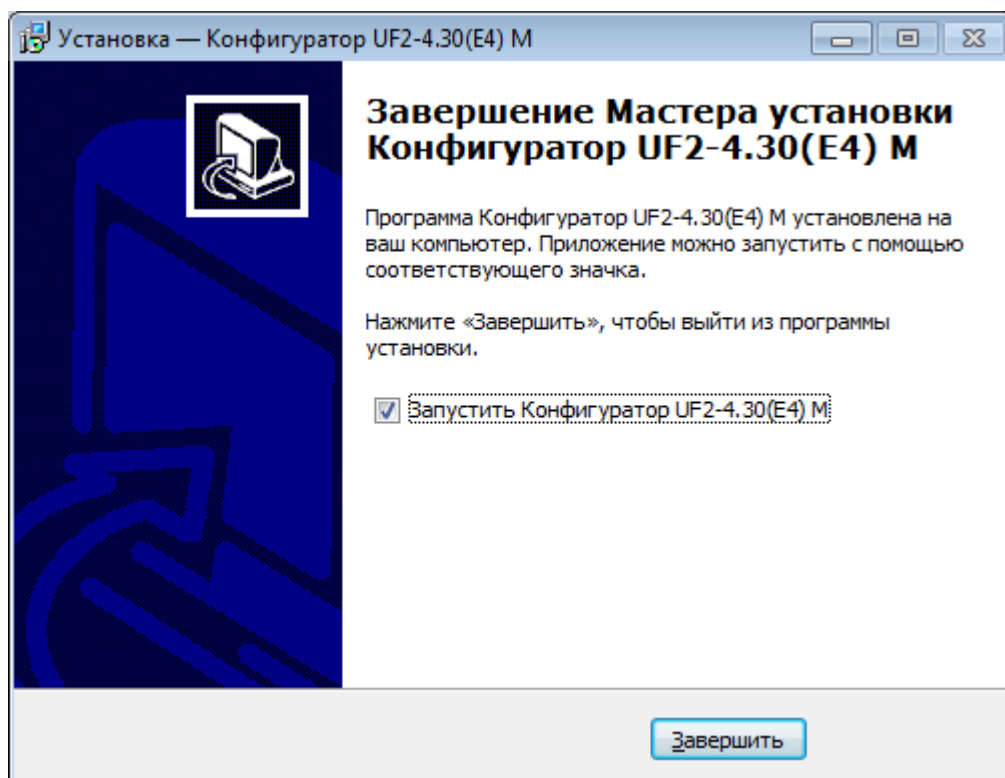 Установка — Конфигуратор UF2-4.30(E4) M
Завершение Мастера установки
Конфигуратор UF2-4.30(E4) M
Программа Конфигуратор UF2-4.30(E4) M установлена на
ваш компьютер. Приложение можно запустить с помощью
соответствующего значка.
Нажмите «Завершить», чтобы выйти из программы
установки.
Запустить Конфигуратор UF2-4.30(E4) M
Завершить